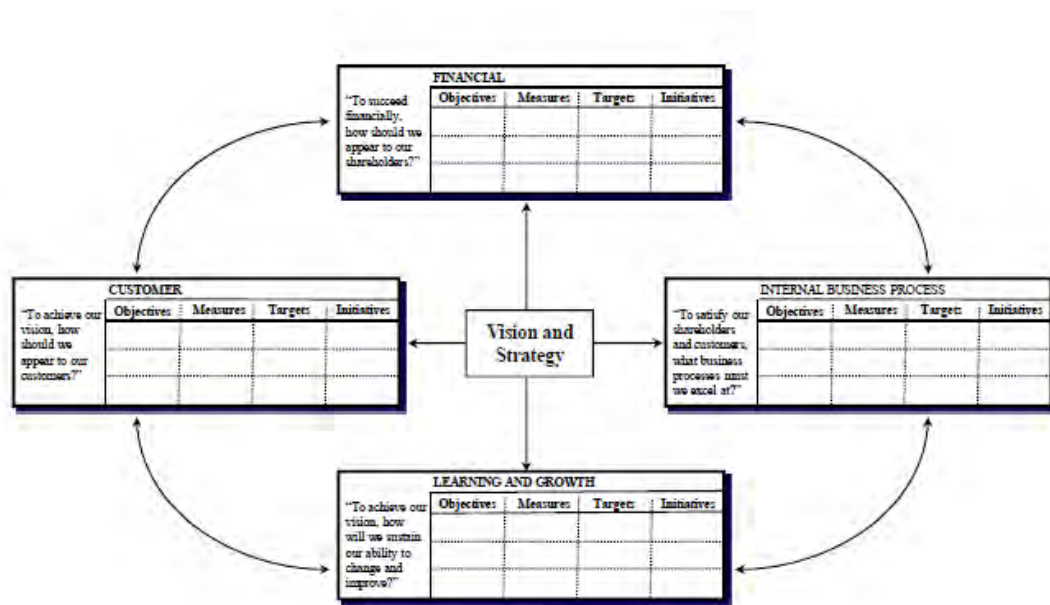 FINANCIAL
Objectives Measures Targets Initiatives
“To succeed
financially,
how should we
appear to our
shareholders?”
CUSTOMER
Objectives Measures Targets Initiatives
“To achieve our
vision, how
should we
appear to our
customers?”
Vision and
Strategy
INTERNAL BUSINESS PROCESS
Objectives Measures Targets Initiatives
“To satisfy our
shareholders
and customers,
what business
processes must
we excel at?”
LEARNING AND GROWTH
Objectives Measures Targets Initiatives
“To achieve our
vision, how
will we sustain
our ability to
change and
improve?”